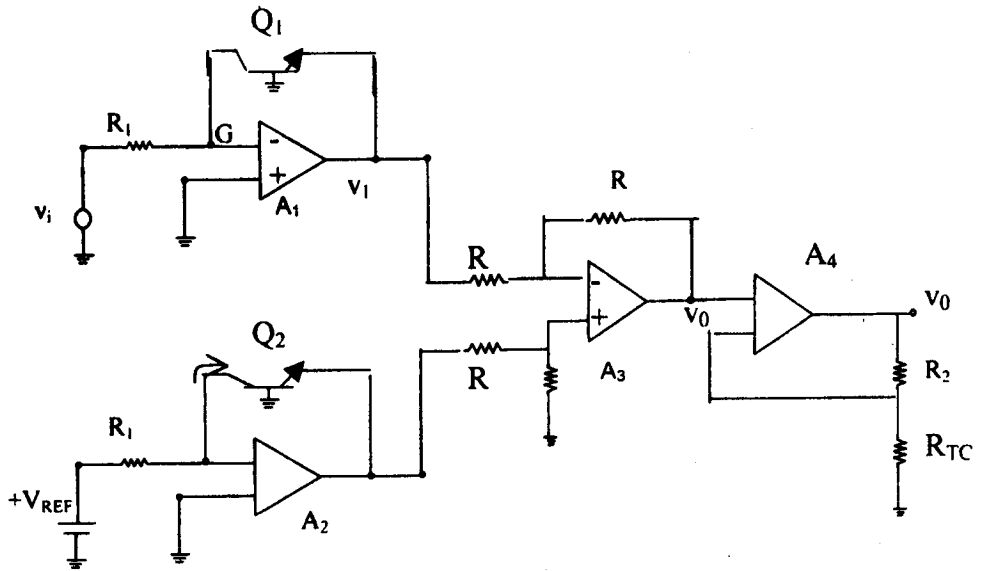 Q1
R1
G
-
+
A1
vi
v1
R
R
-
+
A3
v0
A4
v0
R2
RTC
R
Q2
R1
+VREF
A2